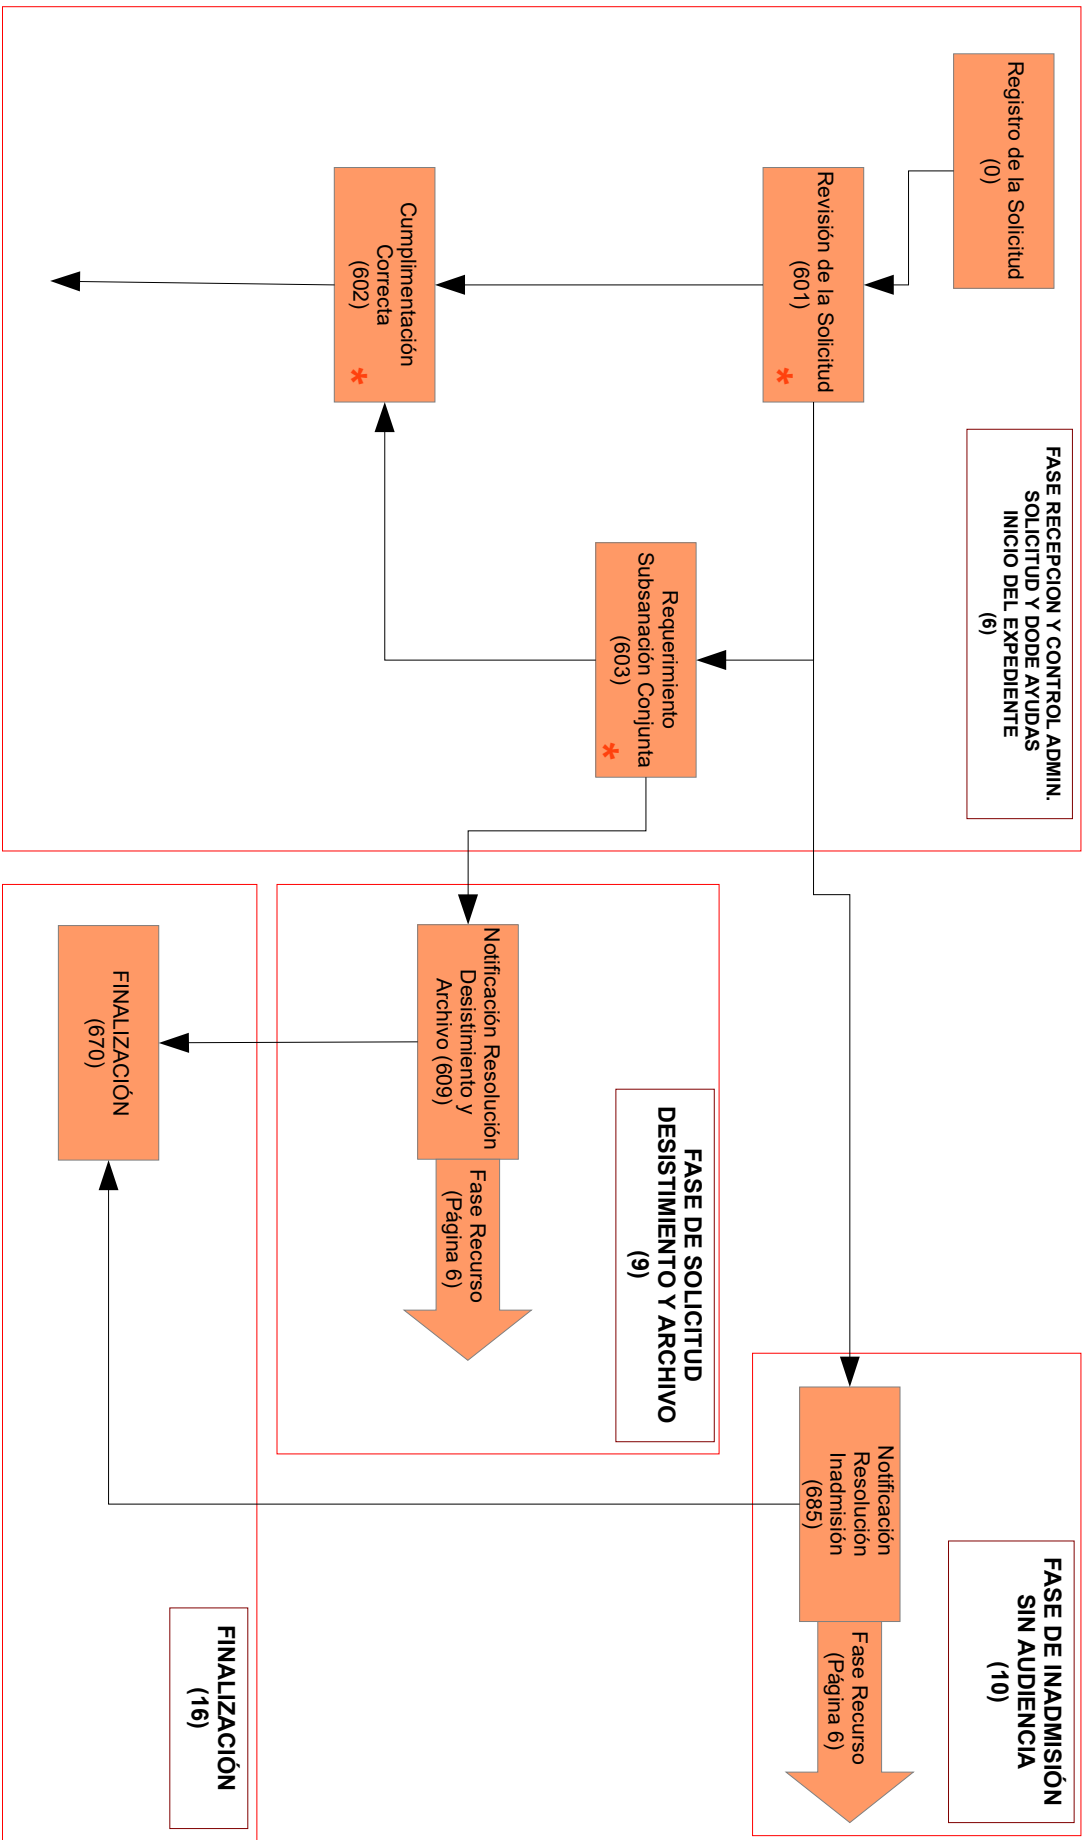 FASE RECEPCION Y CONTROL ADMIN.
SOLICITUD Y DODE AYUDAS
INICIO DEL EXPEDIENTE
(6)
Registro de la Solicitud
(0)
Revisión de la Solicitud
(601)
*
Cumplimentación
Correcta
(602)
*
Requerimiento
Subsanación Conjunta
(603)
*
FASE DE SOLICITUD
DESISTIMIENTO Y ARCHIVO
(9)
Notificación Resolución
Desistimiento y
Archivo (609)
Fase Recurso
(Página 6)
FASE DE INADMISIÓN
SIN AUDIENCIA
(10)
Notificación
Resolución
Inadmisión
(685)
Fase Recurso
(Página 6)
FINALIZACIÓN
(670)
FINALIZACIÓN
(16)